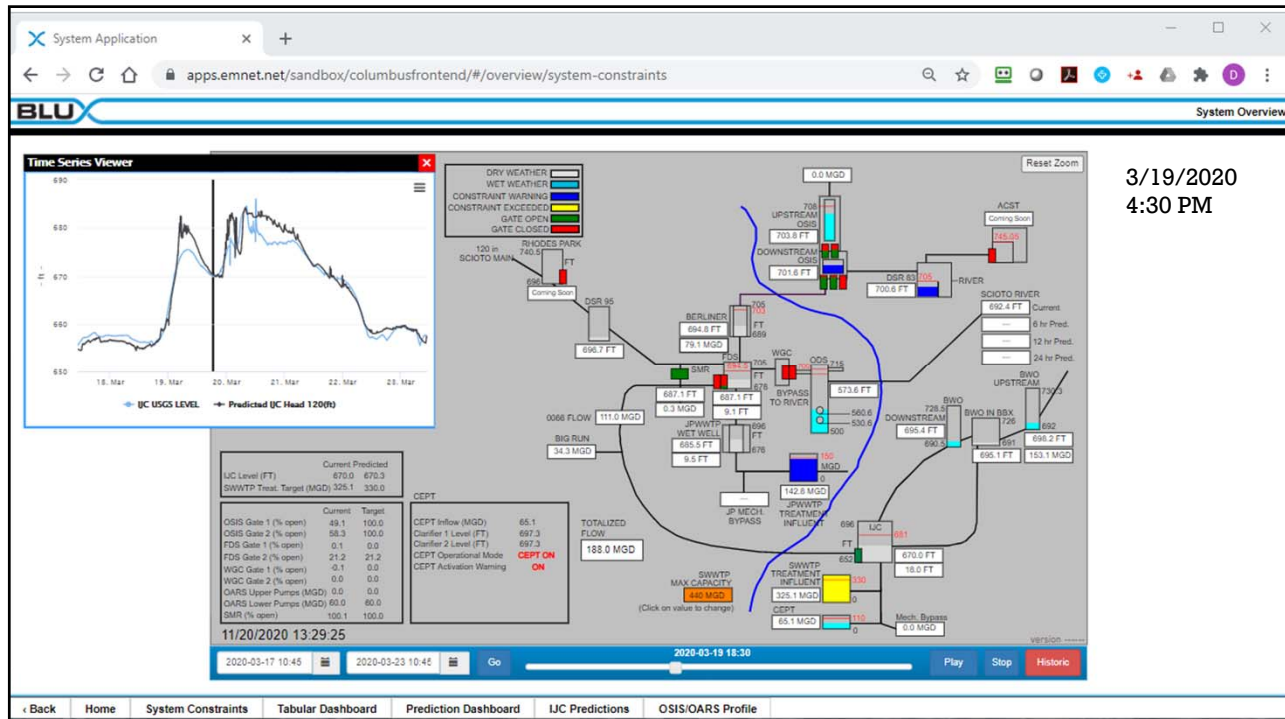 System Application
apps.emnet.net/sandbox/columbusfrontend/#/overview/system-constraints
D
BLUX
System Overview
Time Series Viewer
690
680
670
660
650
- ft -
18. Mar 19. Mar 20. Mar 21. Mar 22. Mar 23. Mar
IJC USGS LEVEL Predicted IJC Head 120(ft)
DRY WEATHER
WET WEATHER
CONSTRAINT WARNING
CONSTRAINT EXCEEDED
GATE OPEN
GATE CLOSED
Reset Zoom
3/19/2020
4:30 PM
0.0 MGD
708
UPSTREAM
OSIS
703.8 FT
DOWNSTREAM
OSIS
701.6 FT
ACST
Coming Soon
745.05
DSR 83
705
700.6 FT
RIVER
120 in
SCIOTO MAIN
RHODES PARK
740.5
FT
696
Coming Soon
DSR 95
696.7 FT
BERLINER
705
703
FT
689
694.8 FT
79.1 MGD
SCIOTO RIVER
692.4 FT Current
--- 6 hr Pred.
--- 12 hr Pred.
--- 24 hr Pred.
SMR
687.1 FT
0.3 MGD
FDS
705
FT
678
687.1 FT
9.1 FT
WGC
700
BYPASS
TO RIVER
ODS
715
573.6 FT
560.6
530.6
500
BWO
UPSTREAM
730.3
692
698.2 FT
153.1 MGD
BWO
DOWNSTREAM
728.5
695.4 FT
690.5
BWO IN BBX
726
691
695.1 FT
0066 FLOW 111.0 MGD
BIG RUN
34.3 MGD
JPWWTP
WET WELL
696
FT
676
685.5 FT
9.5 FT
150
MGD
0
142.8 MGD
JPWWTP
TREATMENT
INFLUENT
---
JP MECH.
BYPASS
Current Predicted
IJC Level (FT) 670.0 670.3
SWWTP Treat. Target (MGD) 325.1 330.0
Current Target
OSIS Gate 1 (% open) 49.1 100.0
OSIS Gate 2 (% open) 58.3 100.0
FDS Gate 1 (% open) 0.1 0.0
FDS Gate 2 (% open) 21.2 21.2
WGC Gate 1 (% open) -0.1 0.0
WGC Gate 2 (% open) 0.0 0.0
OARS Upper Pumps (MGD) 0.0 0.0
OARS Lower Pumps (MGD) 60.0 60.0
SMR (% open) 100.1 100.0
CEPT
CEPT Inflow (MGD) 65.1
Clarifier 1 Level (FT) 697.3
Clarifier 2 Level (FT) 697.3
CEPT Operational Mode CEPT ON
CEPT Activation Warning ON
TOTALIZED
FLOW
188.0 MGD
696
IJC
681
FT
652
670.0 FT
18.0 FT
SWWTP
MAX CAPACITY
440 MGD
(Click on value to change)
SWWTP
TREATMENT
INFLUENT
330
325.1 MGD
0
CEPT
110
65.1 MGD
0
Mech. Bypass
0.0 MGD
version ------
11/20/2020 13:29:25
2020-03-17 10:45 2020-03-23 10:45 Go
2020-03-19 18:30
Play Stop Historic
‹ Back Home System Constraints Tabular Dashboard Prediction Dashboard IJC Predictions OSIS/OARS Profile